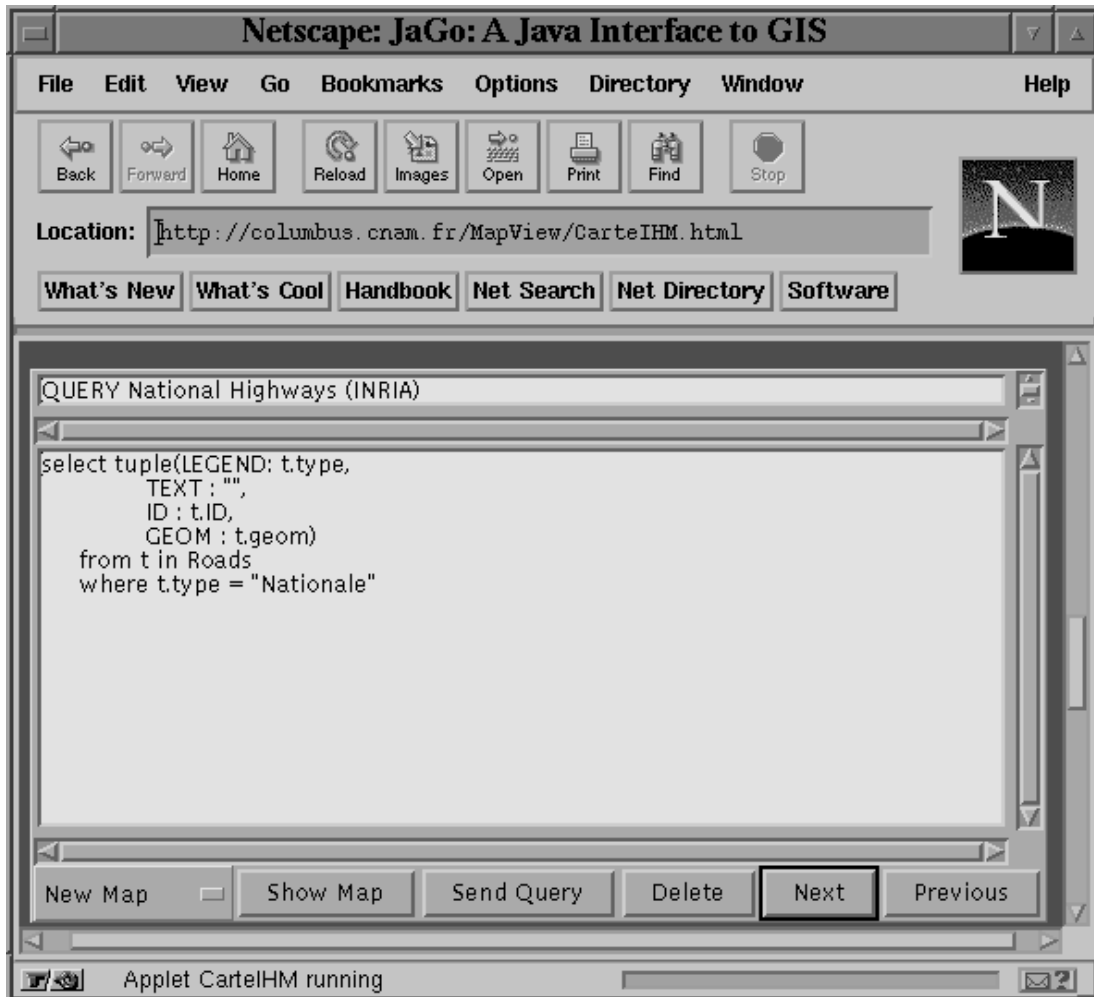 Netscape: JaGo: A Java Interface to GIS
File Edit View Go Bookmarks Options Directory Window Help
Back Forward Home Reload Images Open Print Find Stop
N
Location: http://columbus.cnam.fr/MapView/CarteIHM.html
What's New What's Cool Handbook Net Search Net Directory Software
QUERY National Highways (INRIA)
select tuple(LEGEND: t.type,
TEXT : "",
ID : t.ID,
GEOM : t.geom)
from t in Roads
where t.type = "Nationale"
New Map Show Map Send Query Delete Next Previous
Applet CarteIHM running
?